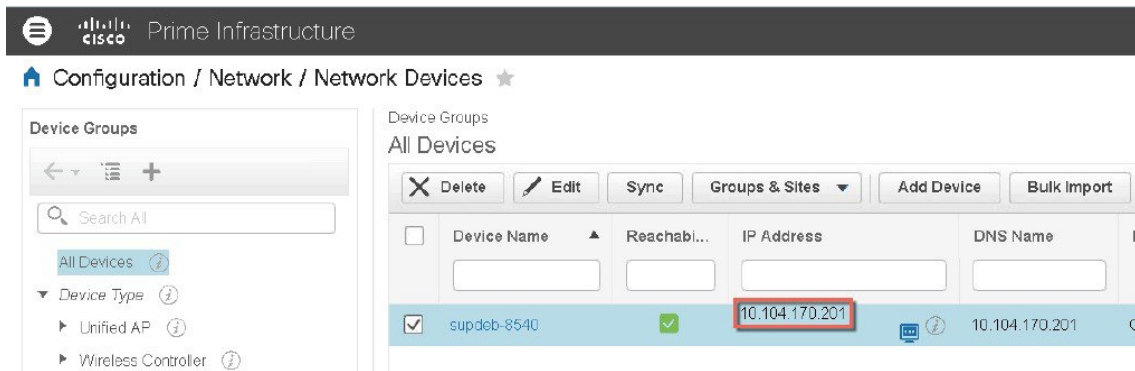 cisco Prime Infrastructure
Configuration / Network / Network Devices
Device Groups
Search All
All Devices
Device Type
Unified AP
Wireless Controller
Device Groups
All Devices
Delete Edit Sync Groups & Sites Add Device Bulk Import
Device Name Reachabi... IP Address DNS Name
supdeb-8540 10.104.170.201 10.104.170.201